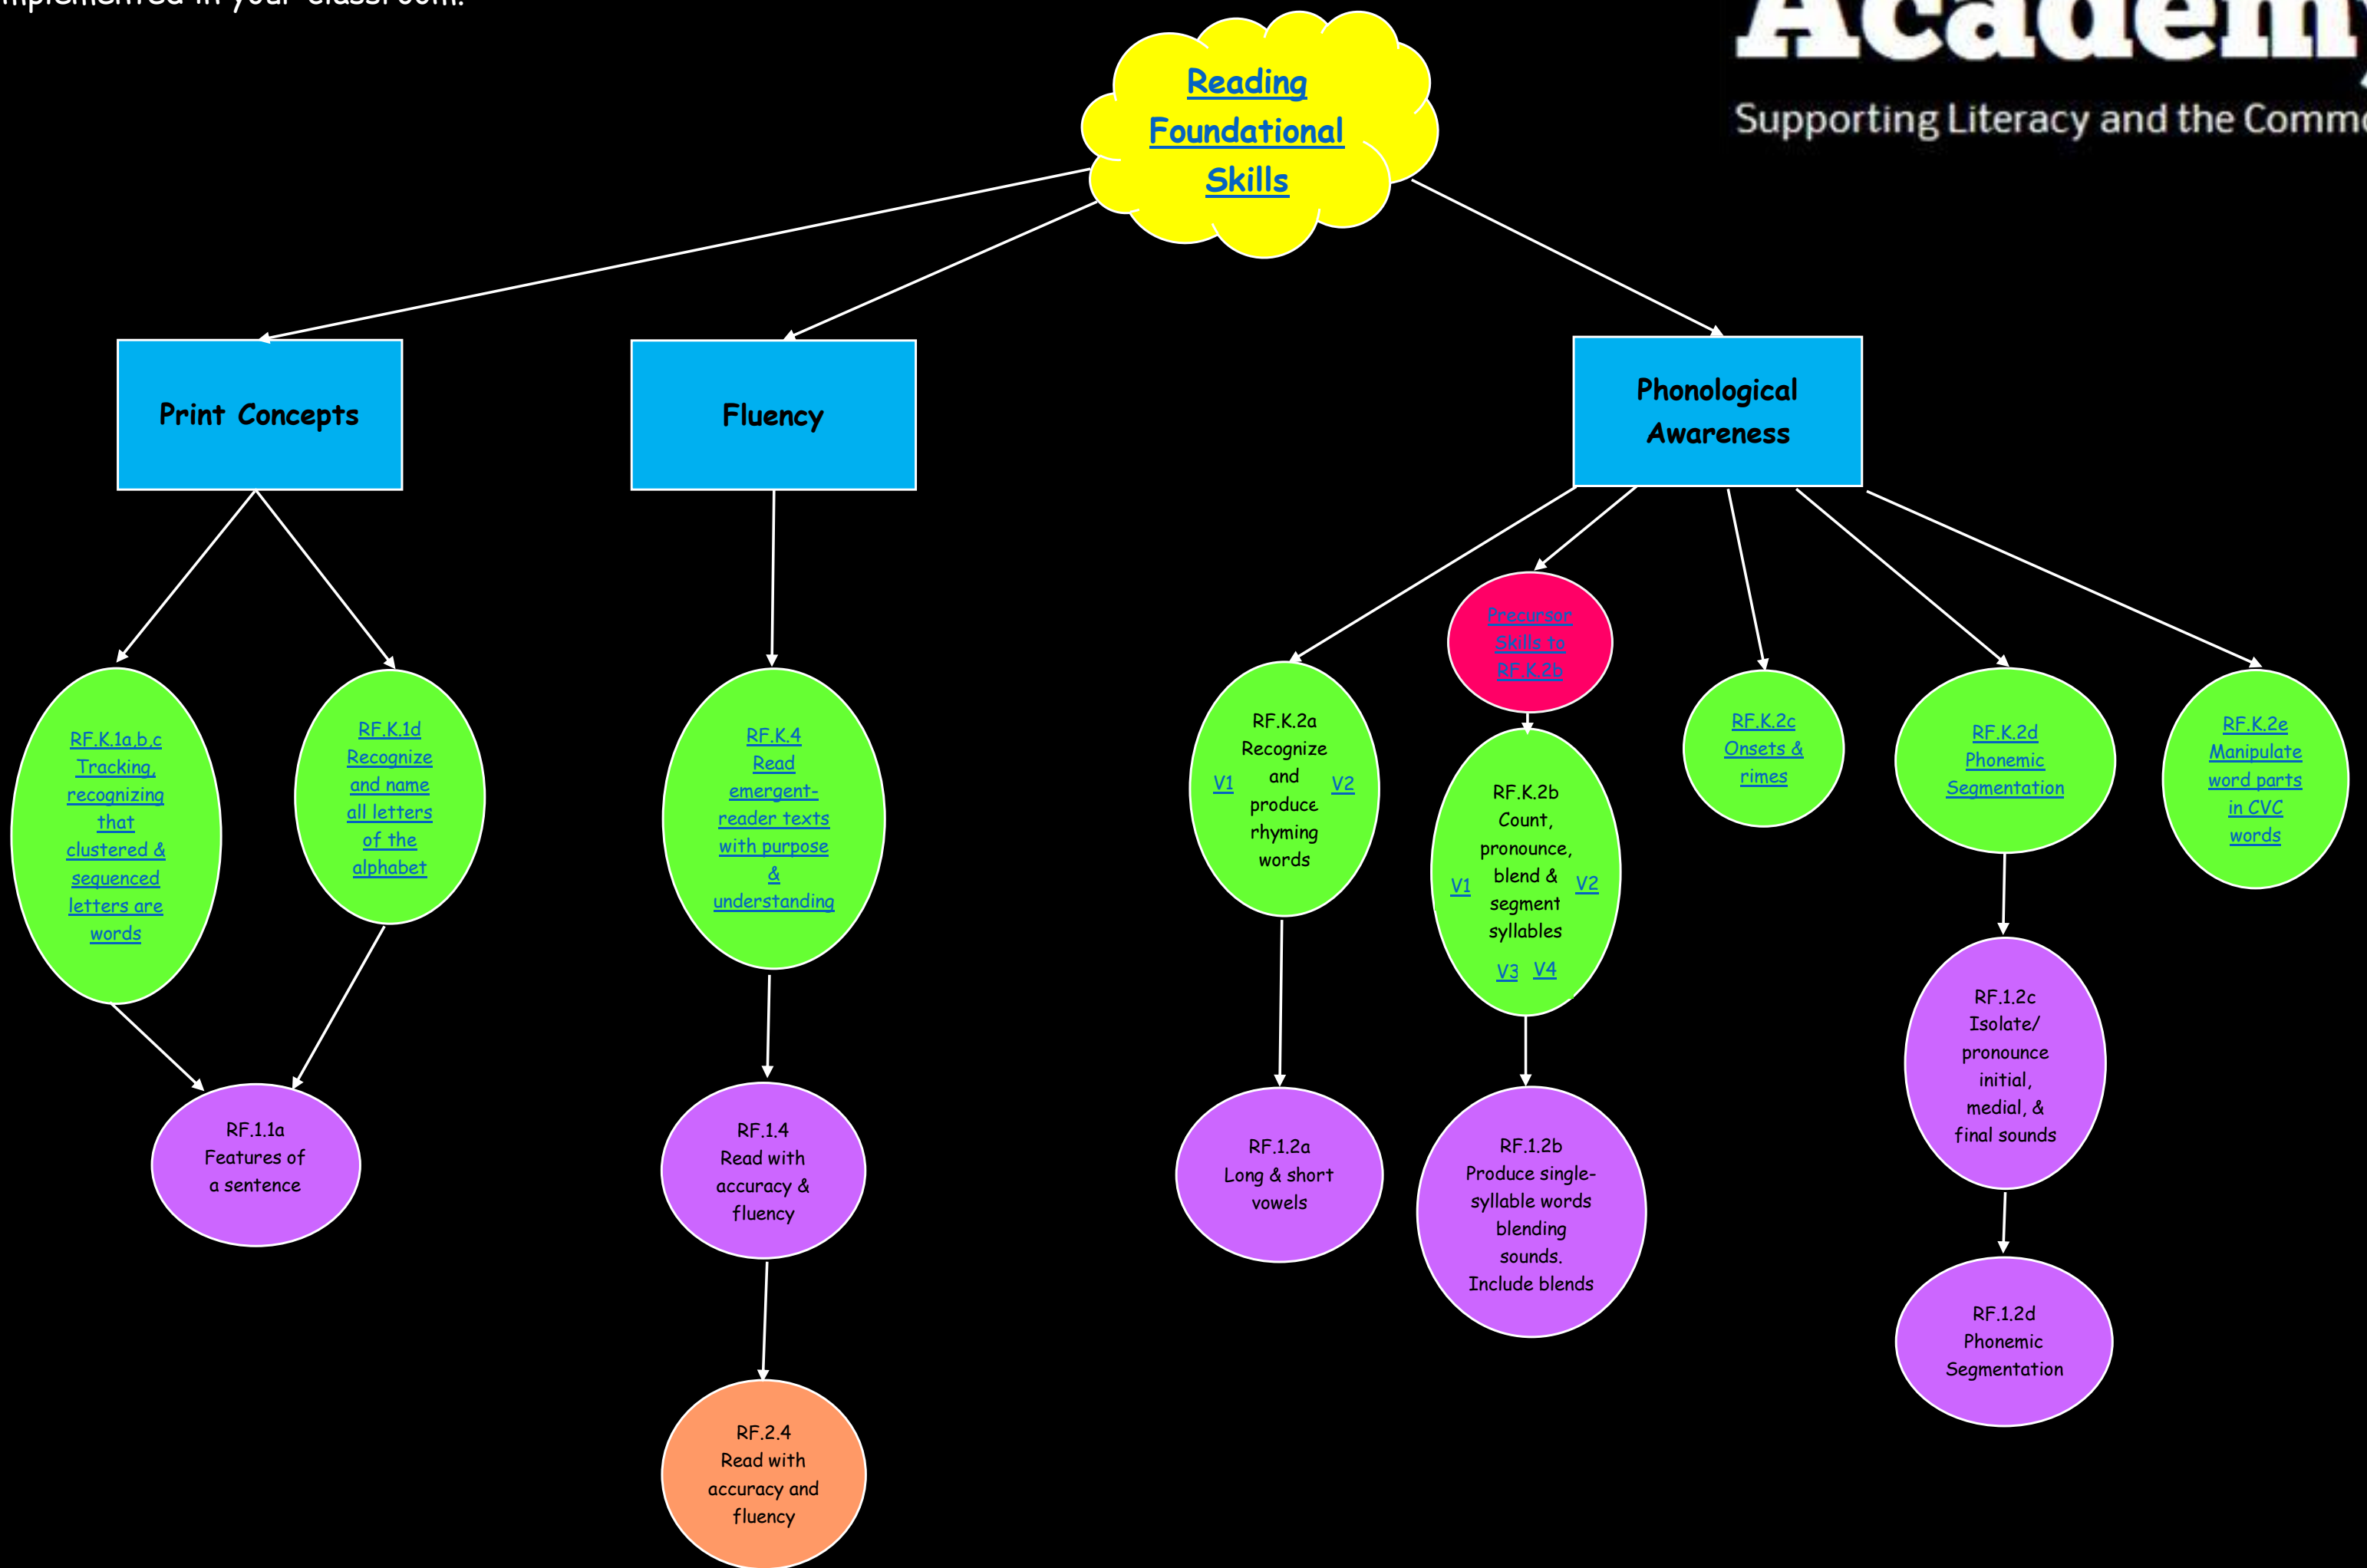 implemented in your classroom.
Academy
Supporting Literacy and the Commo
Reading
Foundational
Skills
Print Concepts
Fluency
Phonological
Awareness
RF.K.1a,b,c
Tracking,
recognizing
that
clustered &
sequenced
letters are
words
RF.K.1d
Recognize
and name
all letters
of the
alphabet
RF.K.4
Read
emergent-
reader texts
with purpose
&
understanding
RF.K.2a
Recognize
and
produce
rhyming
words
V1
V2
Precursor
Skills to
RF.K.2b
RF.K.2b
Count,
pronounce,
blend &
segment
syllables
V1
V2
V3 V4
RF.K.2c
Onsets &
rimes
RF.K.2d
Phonemic
Segmentation
RF.K.2e
Manipulate
word parts
in CVC
words
RF.1.1a
Features of
a sentence
RF.1.4
Read with
accuracy &
fluency
RF.1.2a
Long & short
vowels
RF.1.2b
Produce single-
syllable words
blending
sounds.
Include blends
RF.1.2c
Isolate/
pronounce
initial,
medial, &
final sounds
RF.1.2d
Phonemic
Segmentation
RF.2.4
Read with
accuracy and
fluency